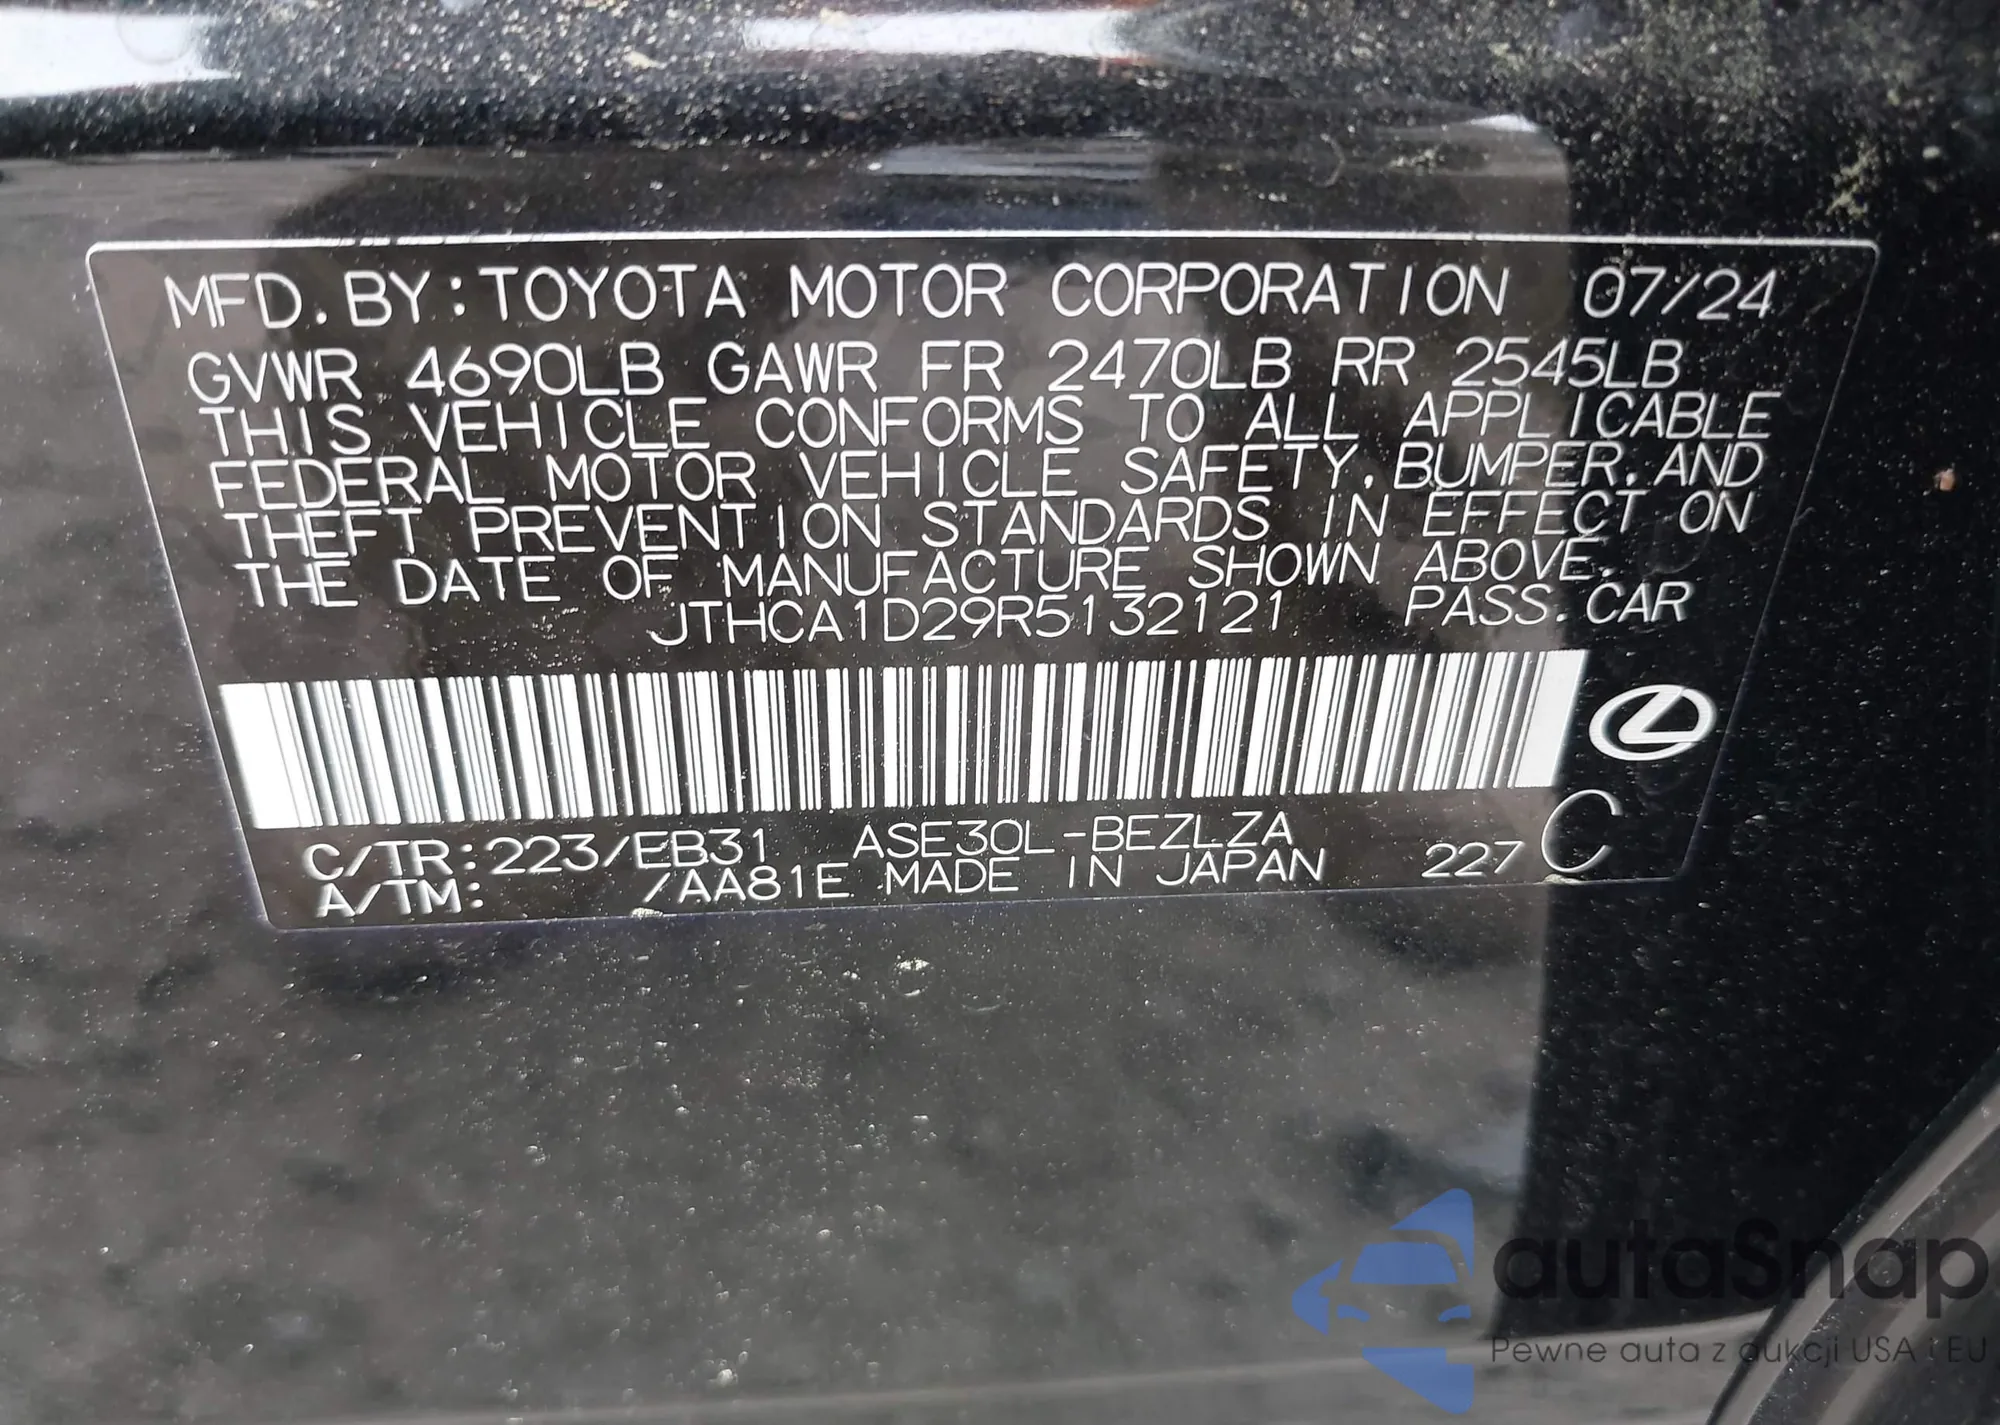 MFD. BY: TOYOTA MOTOR CORPORATION 07/24
GVWR 4690LB GAWR FR 2470LB RR 2545LB
THIS VEHICLE CONFORMS TO ALL APPLICABLE
FEDERAL MOTOR VEHICLE SAFETY, BUMPER, AND
THEFT PREVENTION STANDARDS IN EFFECT ON
THE DATE OF MANUFACTURE SHOWN ABOVE.
JTHCA1D29R5132121 PASS. CAR
C/TR: 223/EB31 ASE30L-BEZLZA 227 C
A/TM: /AA81E MADE IN JAPAN
autaSnap
Pewne auta z aukcji USA i EU